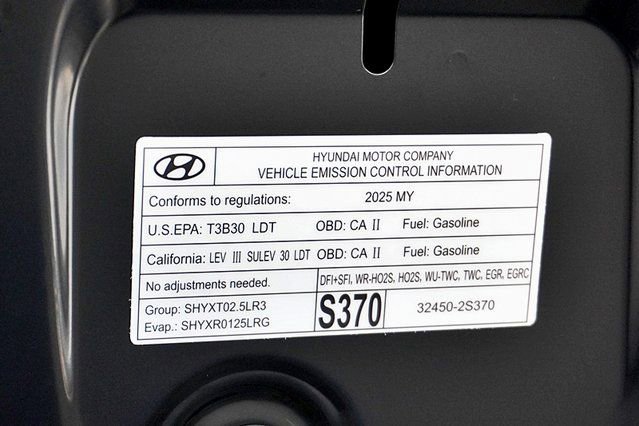 HYUNDAI MOTOR COMPANY
VEHICLE EMISSION CONTROL INFORMATION
Conforms to regulations: 2025 MY
U.S.EPA: T3B30 LDT OBD: CA II Fuel: Gasoline
California: LEV III SULEV 30 LDT OBD: CA II Fuel: Gasoline
No adjustments needed. DFI+SFI, WR-HO2S, HO2S, WU-TWC, TWC, EGR, EGRC
Group: SHYXT02.5LR3
Evap.: SHYXR0125LRG
S370
32450-2S370